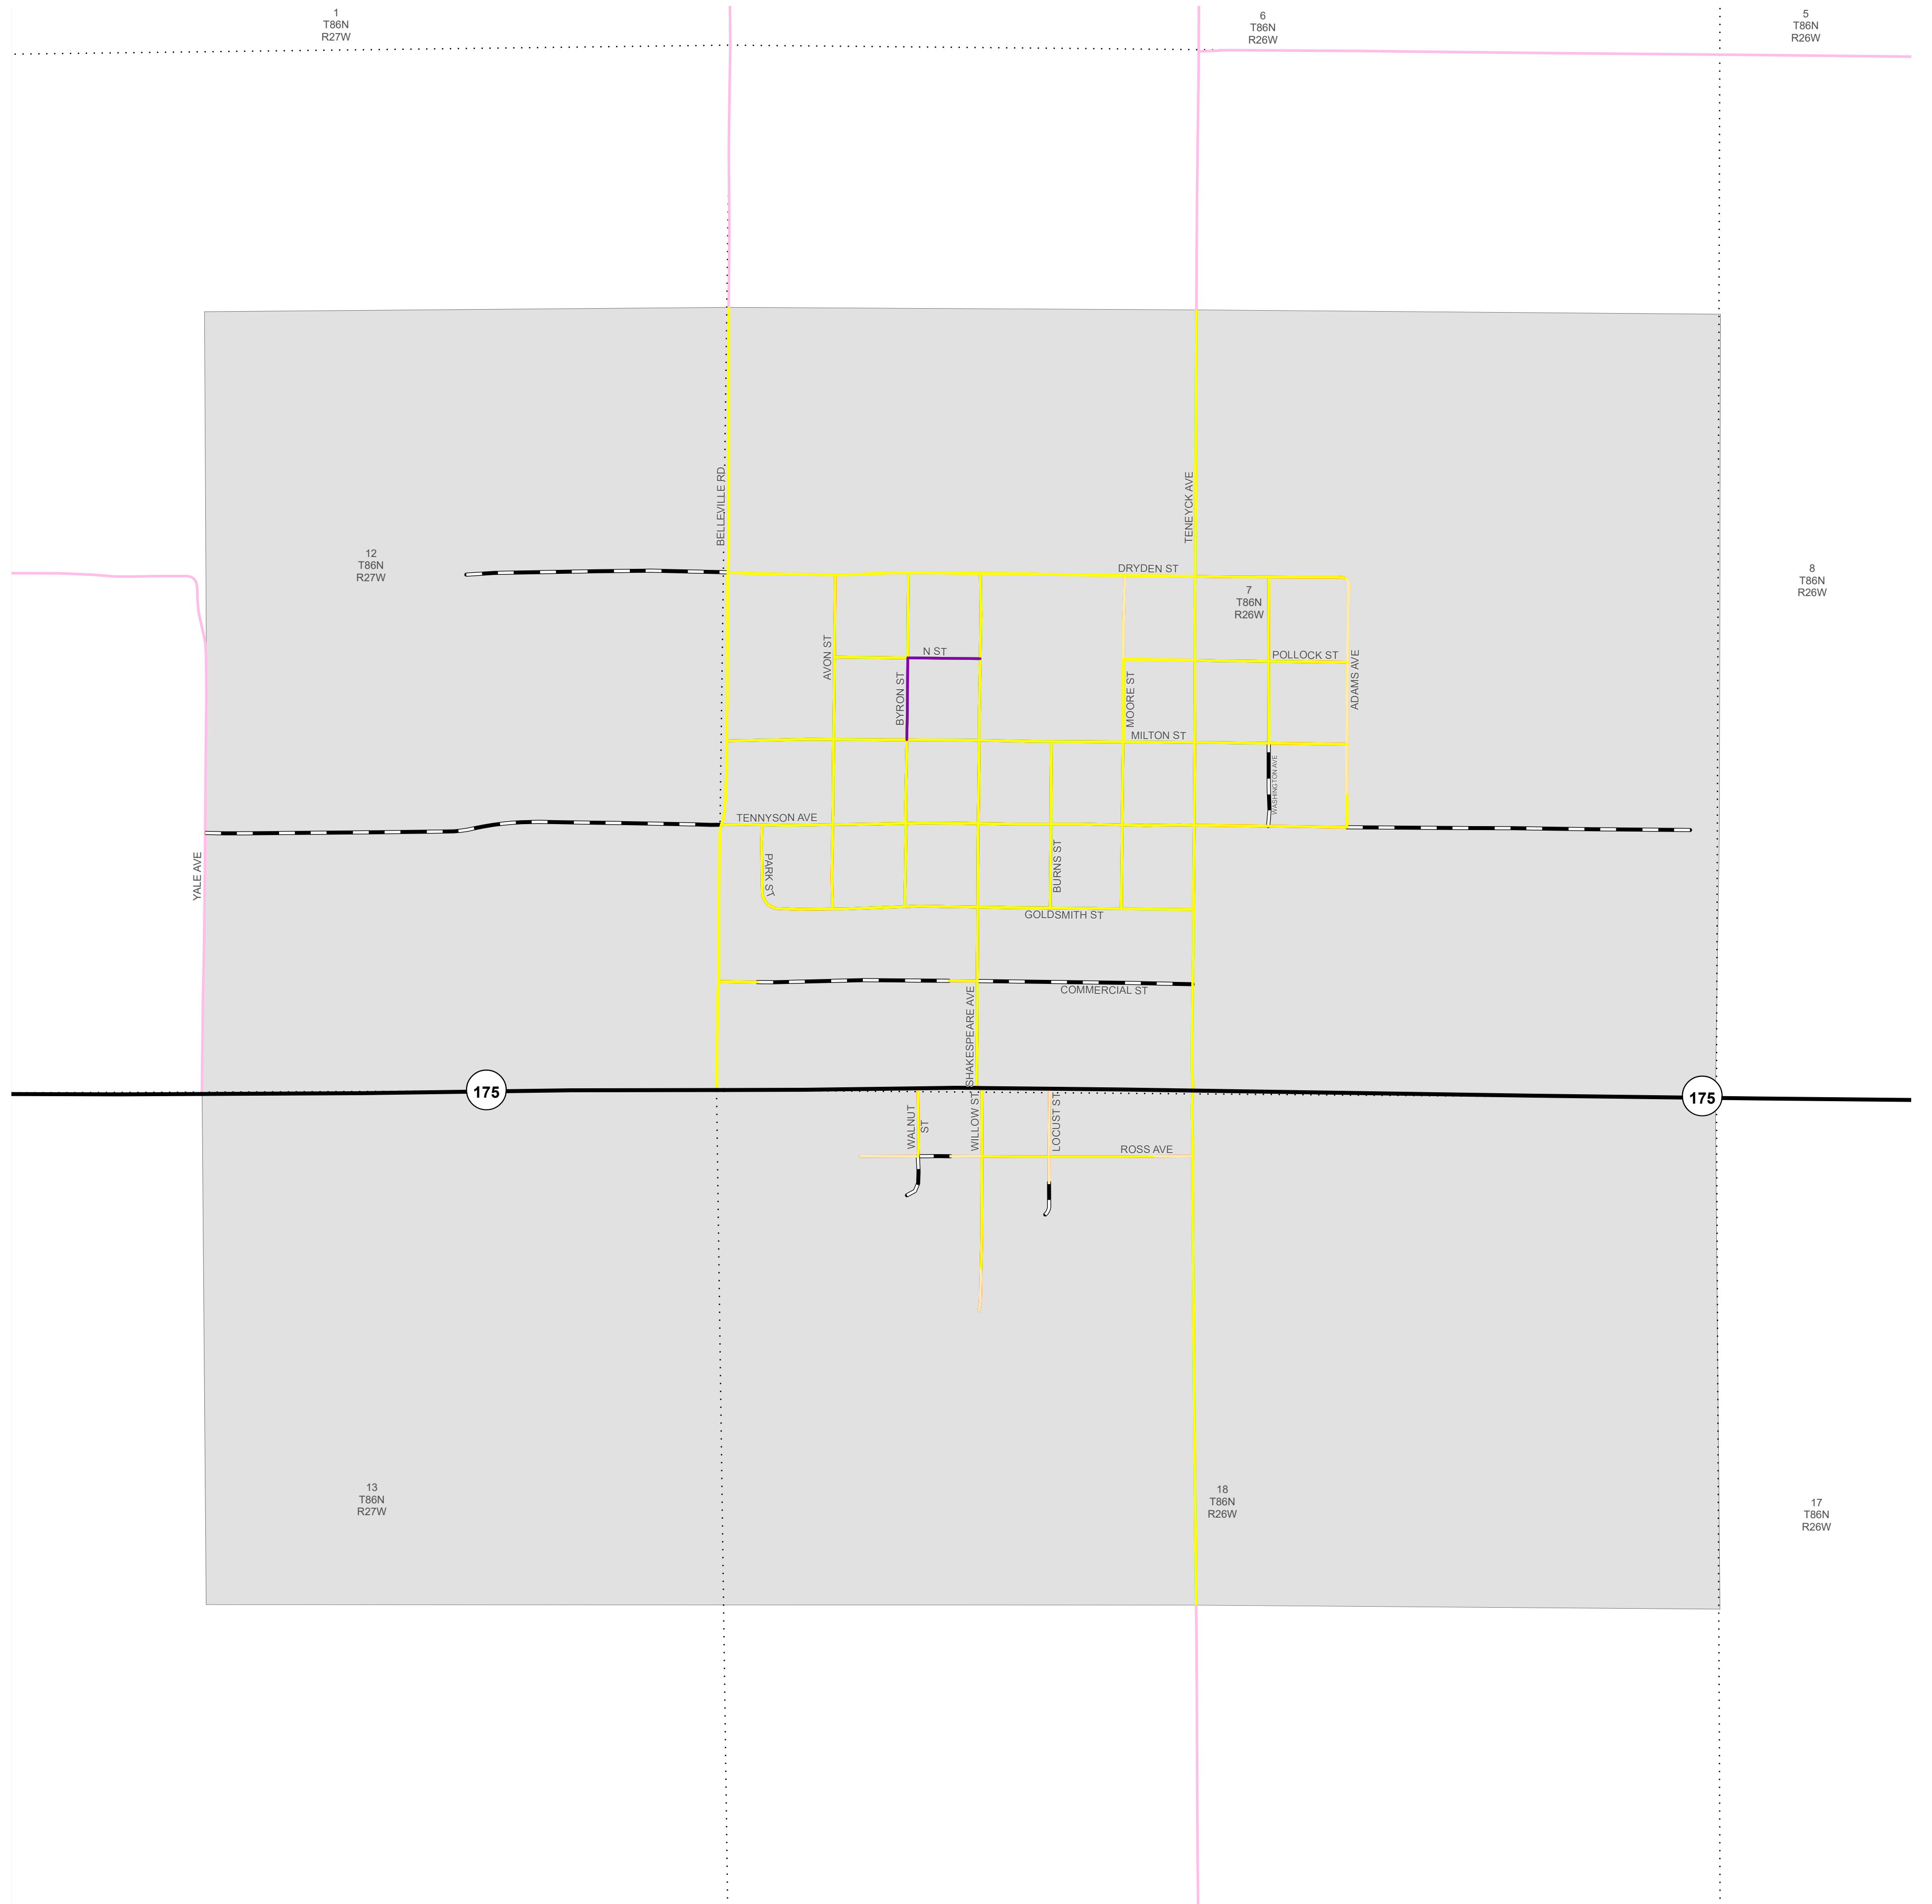 1
T86N
R27W
6
T86N
R26W
5
T86N
R26W
BELLEVILLE RD
TENEYCK AVE
12
T86N
R27W
DRYDEN ST
7
T86N
R26W
8
T86N
R26W
AVON ST
N ST
BYRON ST
MOORE ST
POLLOCK ST
ADAMS AVE
MILTON ST
WASHINGTON AVE
TENNYSON AVE
YALE AVE
PARK ST
BURNS ST
GOLDSMITH ST
COMMERCIAL ST
SHAKESPEARE AVE
175
175
WALNUT
ST
WILLOW ST
LOCUST ST
ROSS AVE
13
T86N
R27W
18
T86N
R26W
17
T86N
R26W